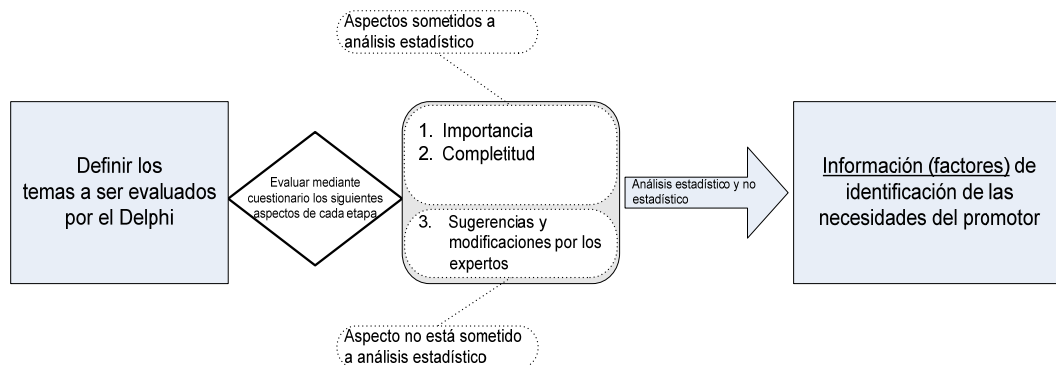 Aspectos sometidos a
análisis estadístico
Definir los
temas a ser evaluados
por el Delphi
Evaluar mediante
cuestionario los siguientes
aspectos de cada etapa
1. Importancia
2. Completitud
3. Sugerencias y
modificaciones por los
expertos
Análisis estadístico y no
estadístico
Información (factores) de
identificación de las
necesidades del promotor
Aspecto no está sometido
a análisis estadístico